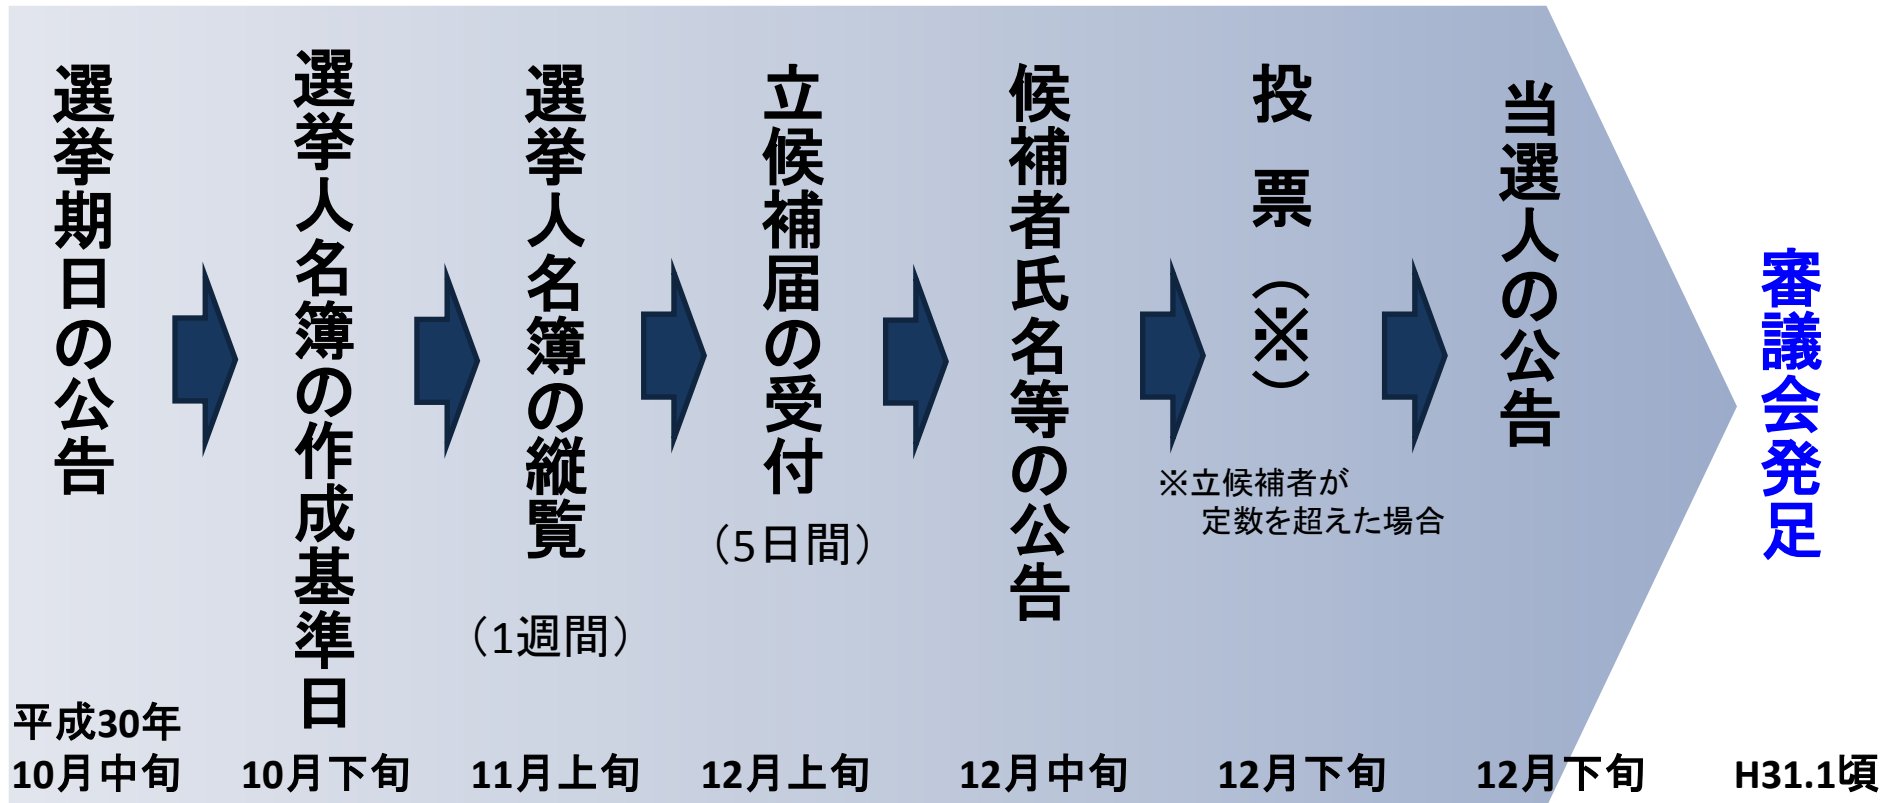 選挙期日の公告
平成30年
10月中旬
選挙人名簿の作成基準日
10月下旬
選挙人名簿の縦覧
（1週間）
11月上旬
立候補届の受付
（5日間）
12月上旬
候補者氏名等の公告
12月中旬
投票（※）
※立候補者が
定数を超えた場合
12月下旬
当選人の公告
12月下旬
審議会発足
H31.1頃